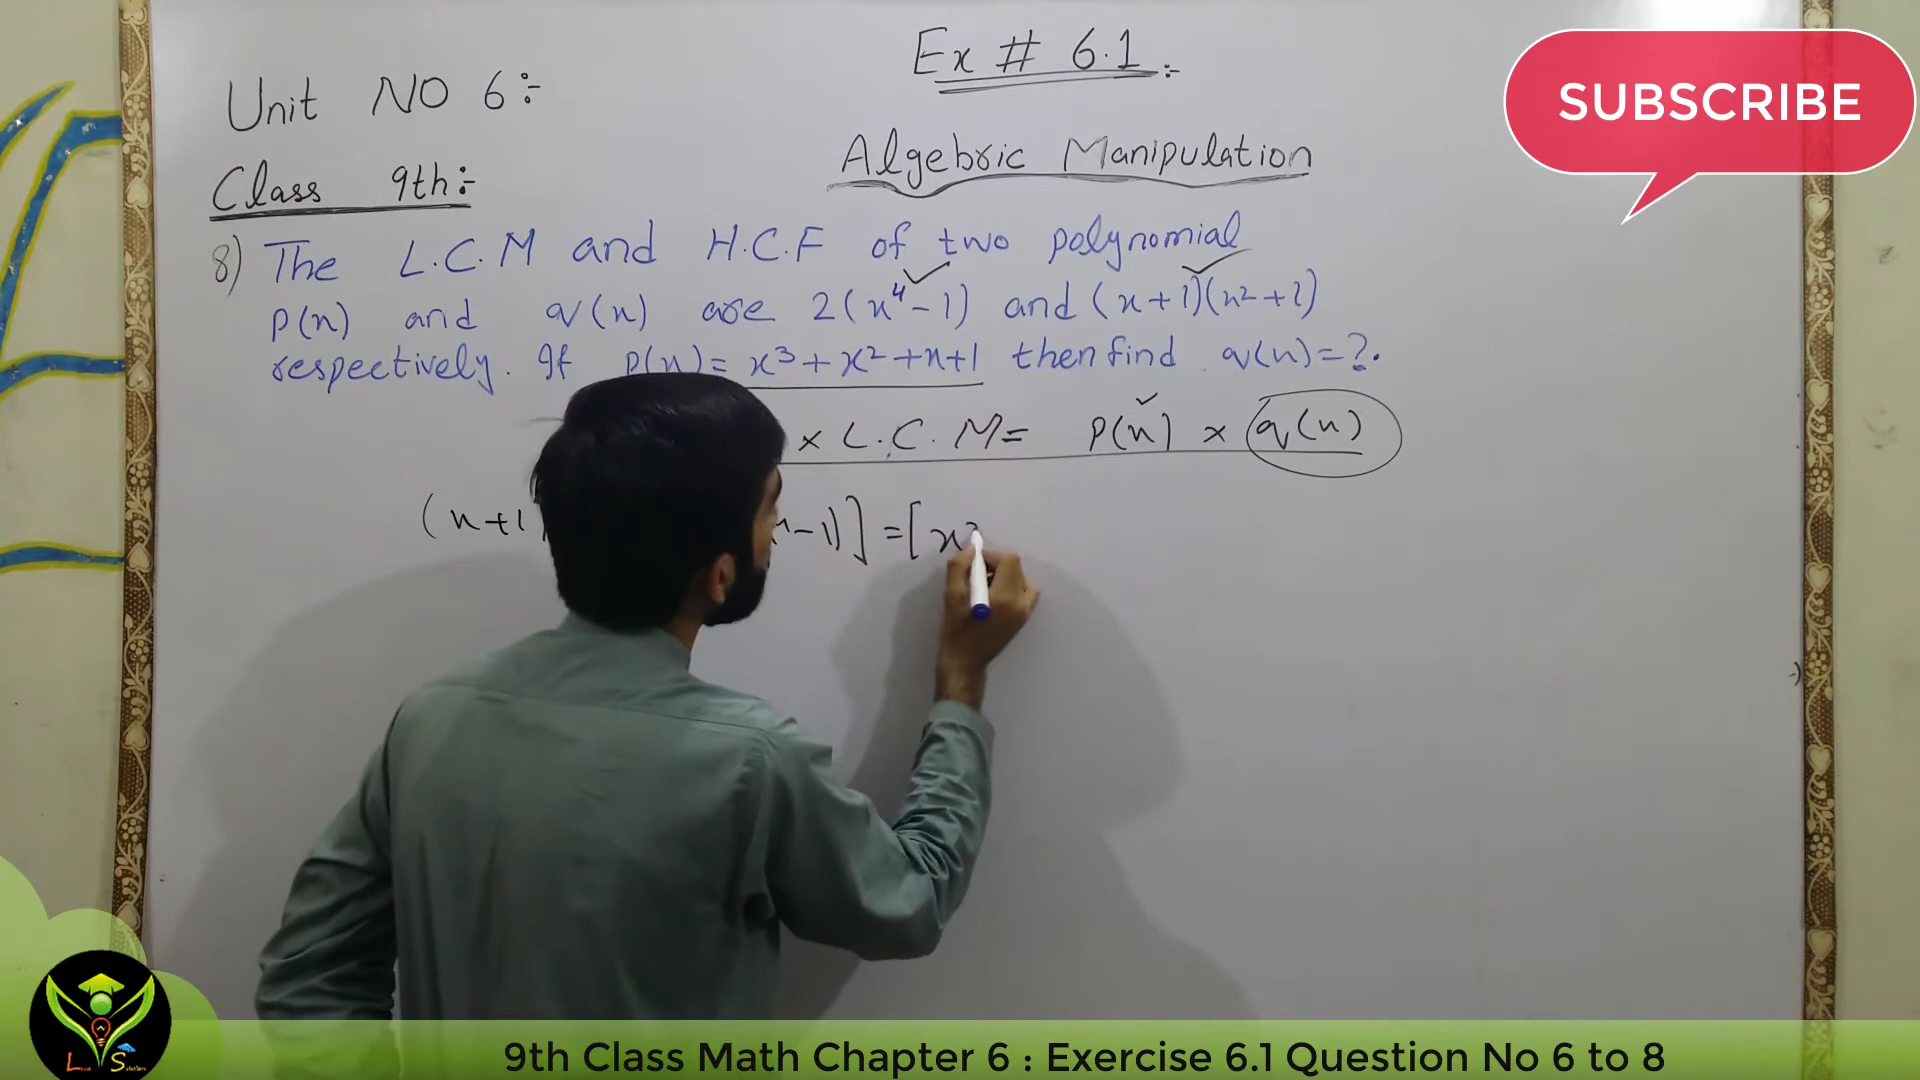 Ex # 6.1 :-
SUBSCRIBE
Unit NO 6 :-
Algebric Manipulation
Class 9th :-
8) The L.C.M and H.C.F of two polynomial
P(x) and q(x) are 2(x⁴-1) and (x+1)(x²+1)
respectively. If P(x)= x³+x²+x+1 then find q(x)=?.
× L.C.M= P(x) × q(x)
(x+1) -1)] =[x³
9th Class Math Chapter 6 : Exercise 6.1 Question No 6 to 8